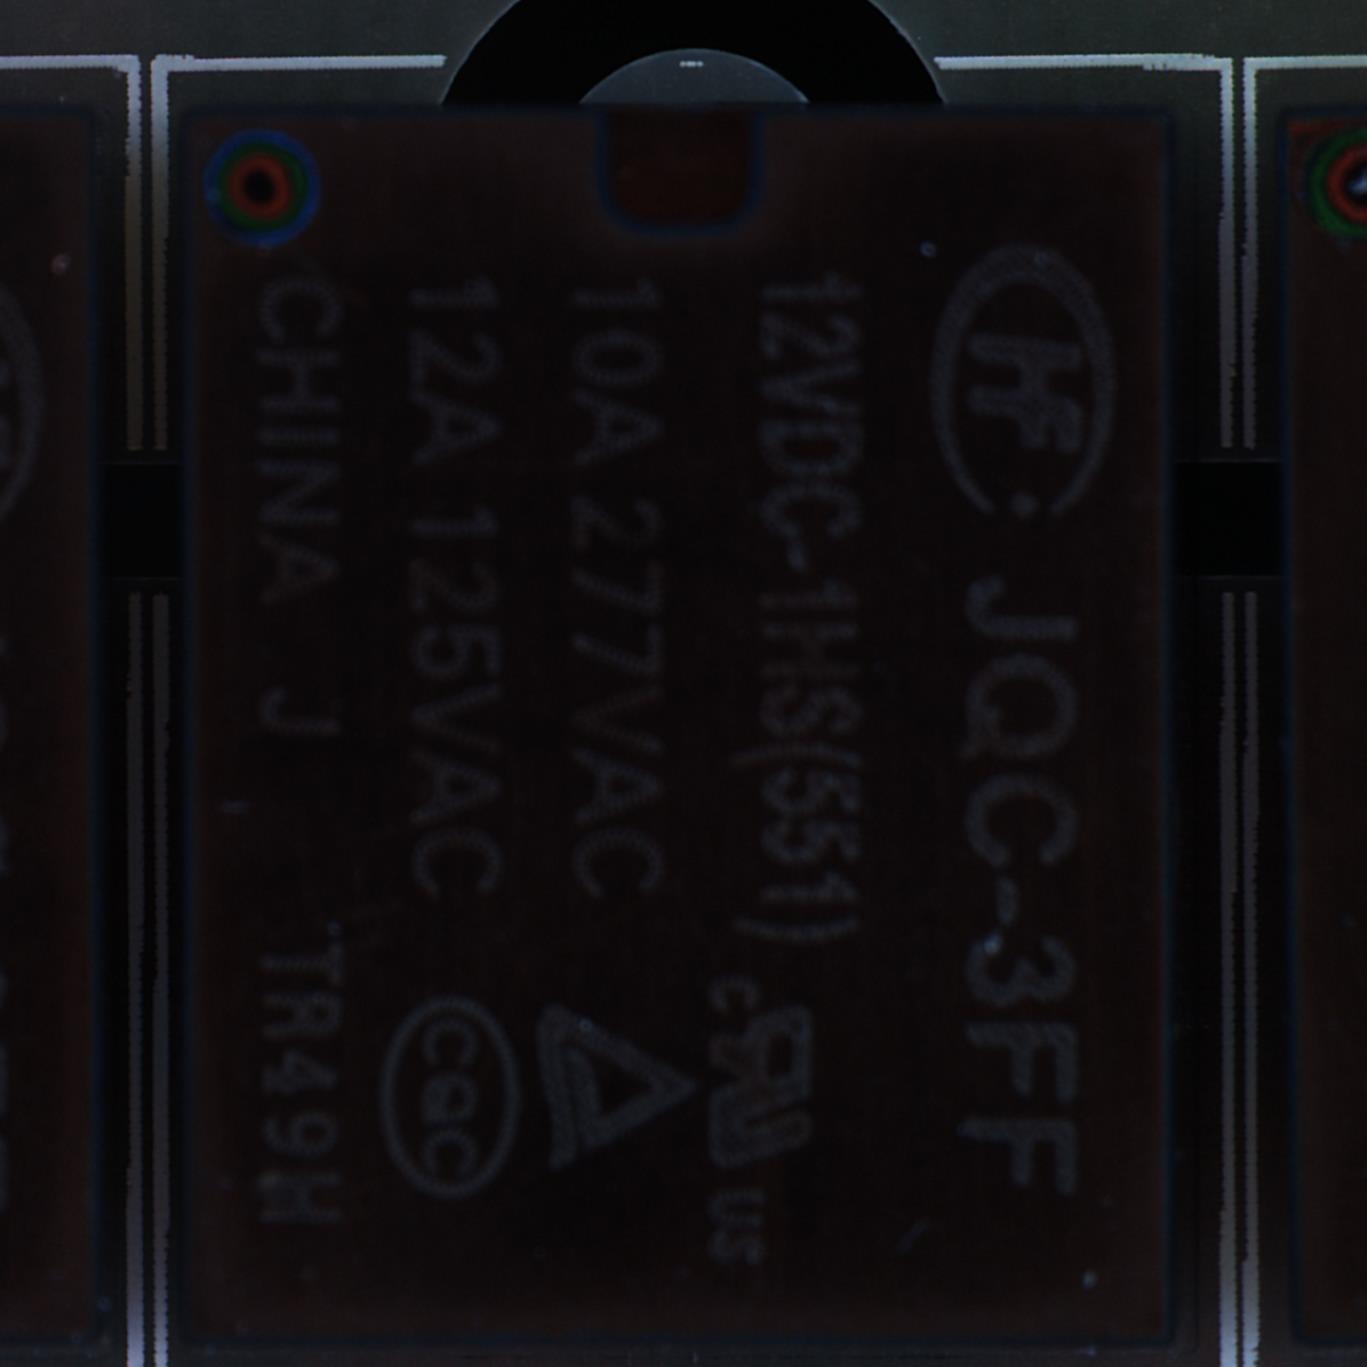 HF JQC-3FF
12VDC-1HS(551) c US
10A 277VAC
12A 125VAC cqc
CHINA J TR49H